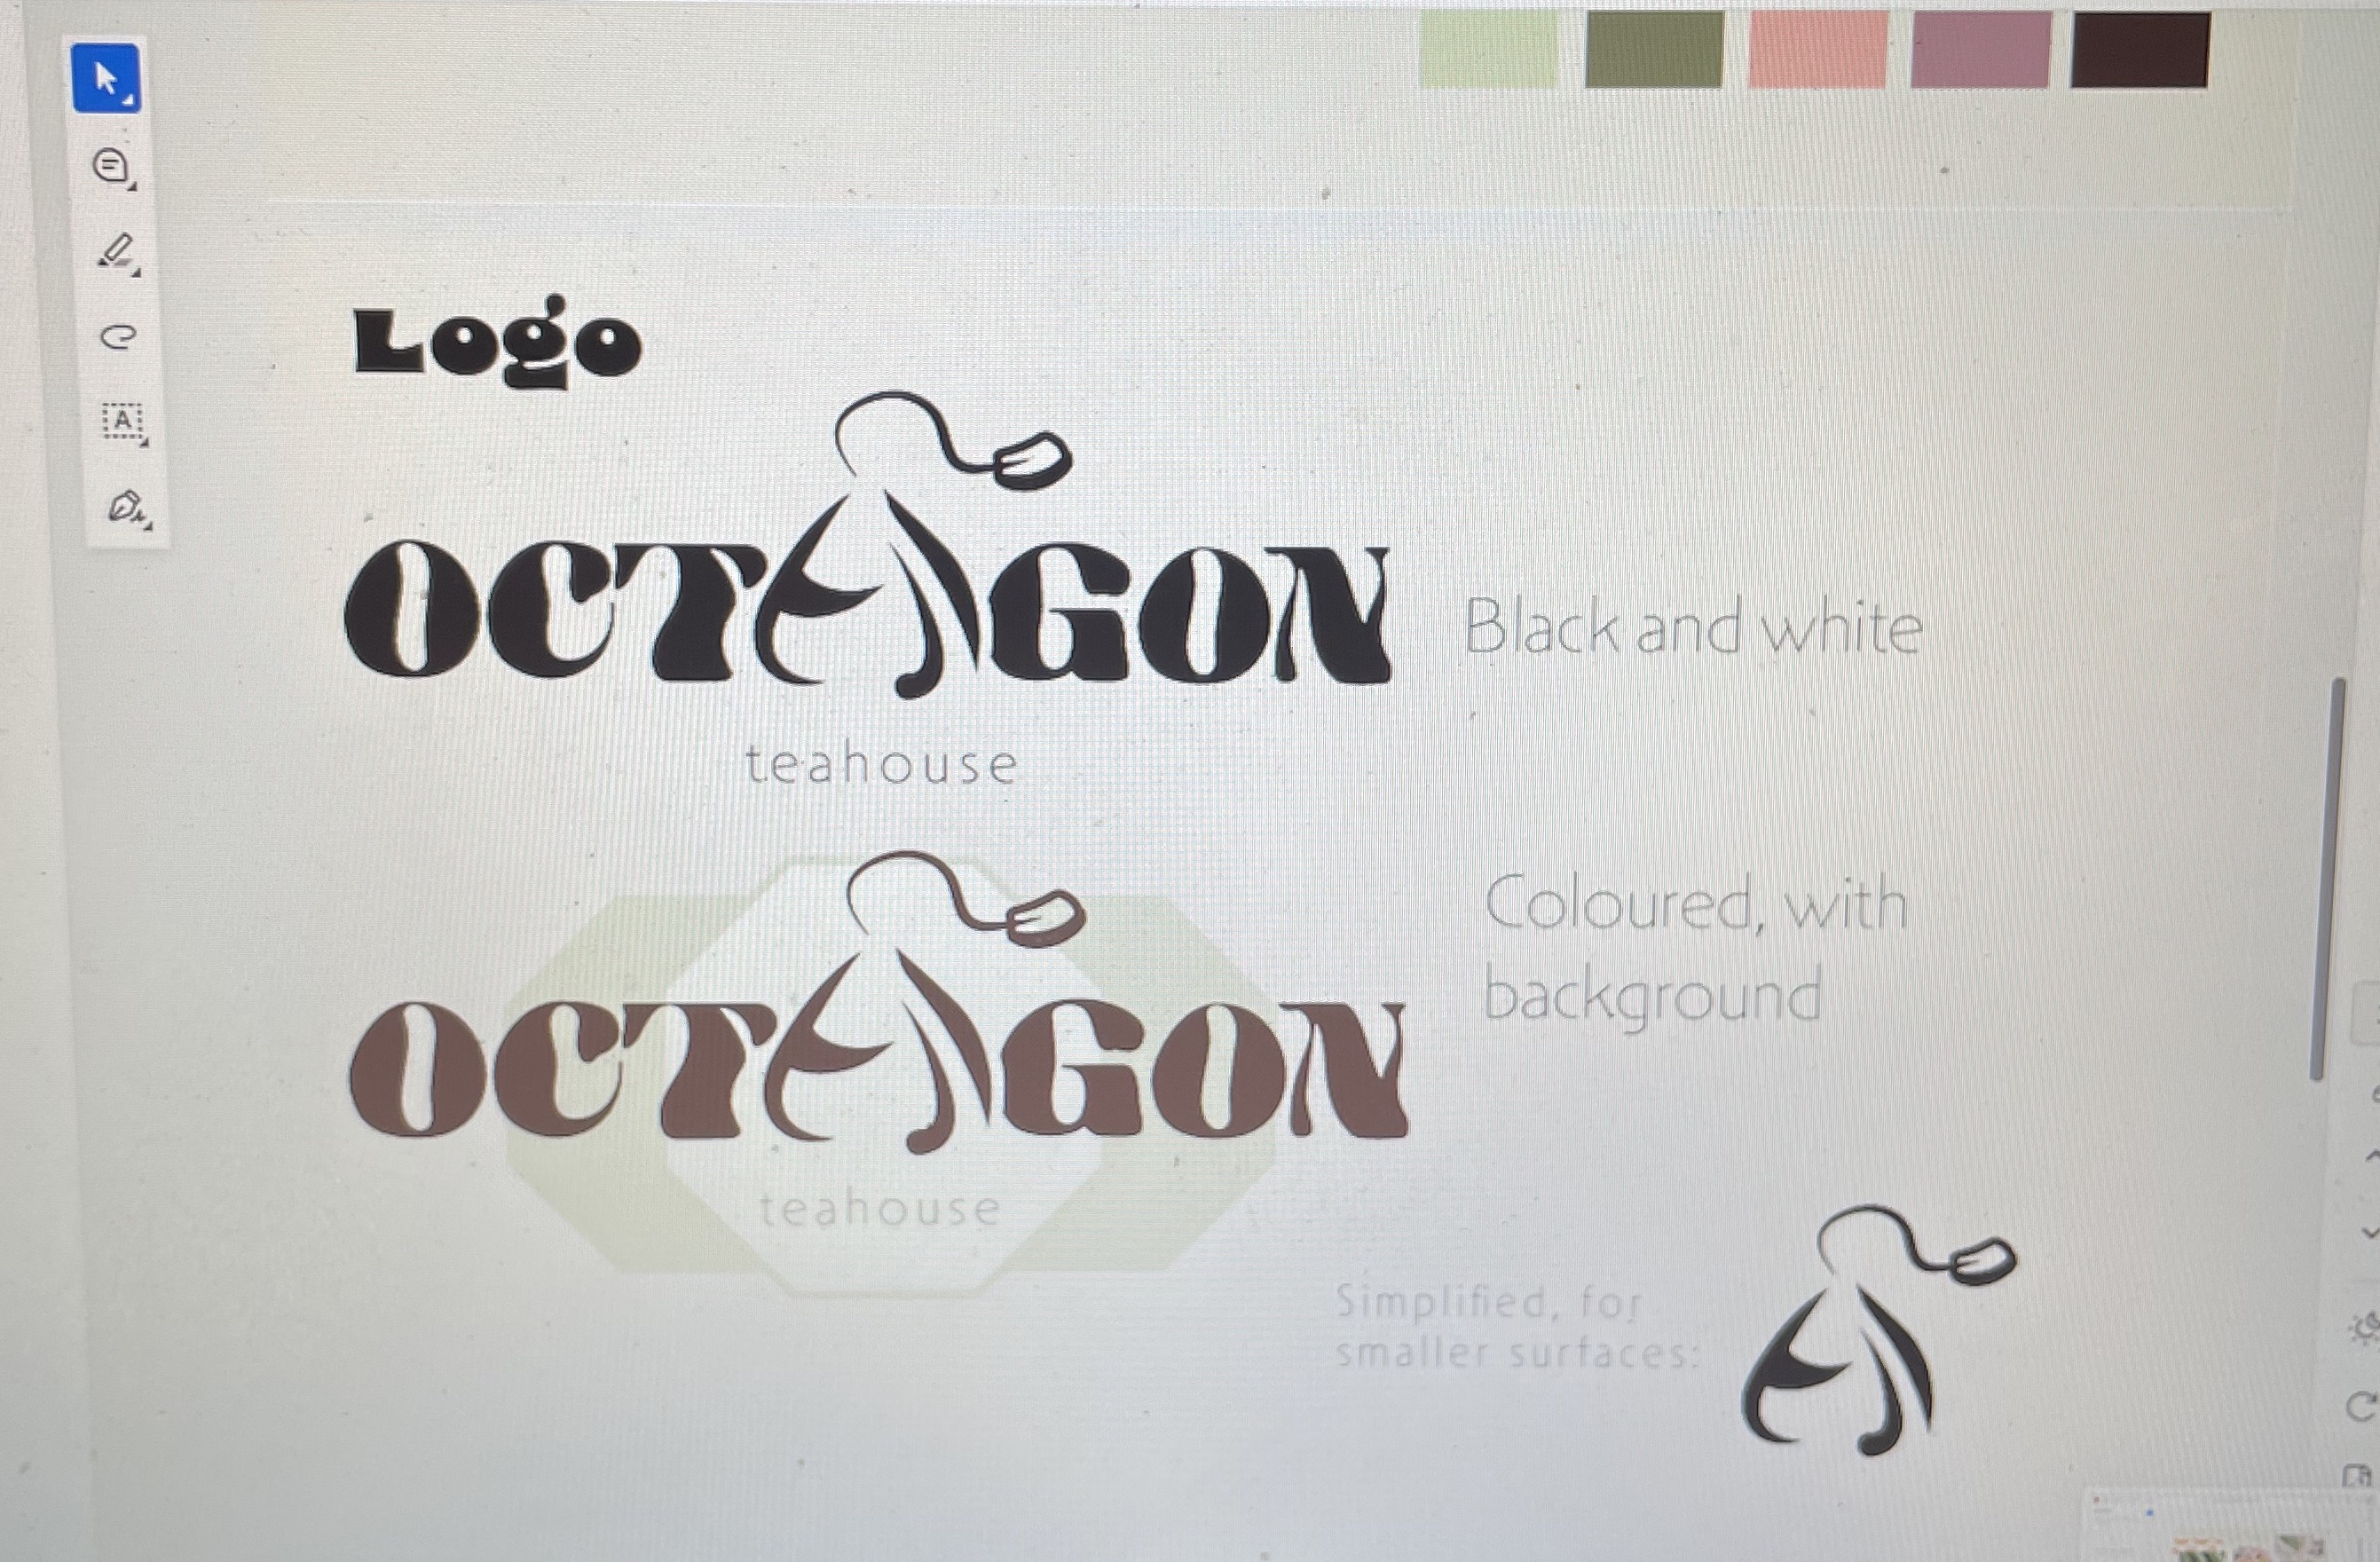 Logo
OCTAGON
Black and white
teahouse
Coloured, with
background
OCTAGON
teahouse
Simplified, for
smaller surfaces:
A